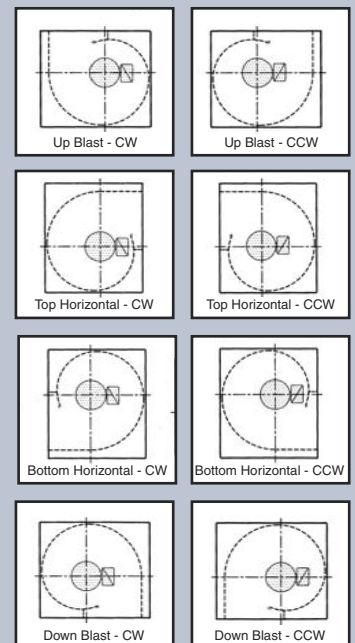 Up Blast - CW
Up Blast - CCW
Top Horizontal - CW
Top Horizontal - CCW
Bottom Horizontal - CW
Bottom Horizontal - CCW
Down Blast - CW
Down Blast - CCW